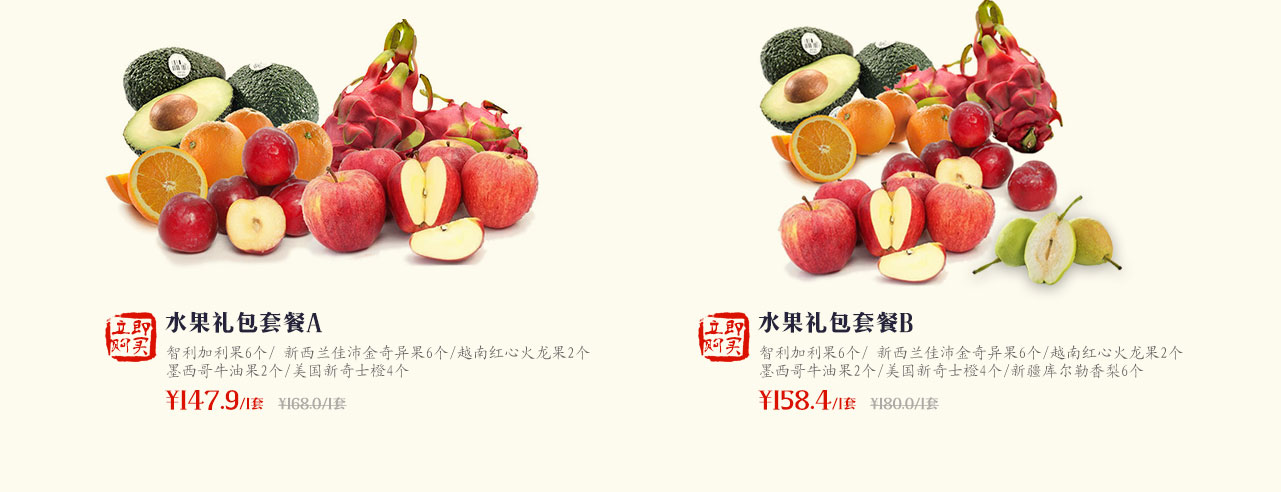 立即
购买
水果礼包套餐A
智利加利果6个/ 新西兰佳沛金奇异果6个/越南红心火龙果2个
墨西哥牛油果2个/美国新奇士橙4个
¥147.9/1套 ¥168.0/1套
立即
购买
水果礼包套餐B
智利加利果6个/ 新西兰佳沛金奇异果6个/越南红心火龙果2个
墨西哥牛油果2个/美国新奇士橙4个/新疆库尔勒香梨6个
¥158.4/1套 ¥180.0/1套